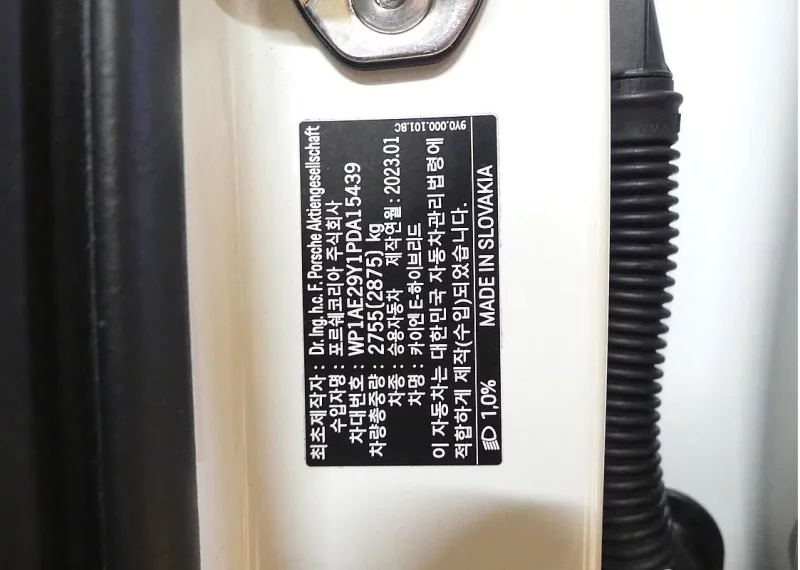 9Y0.000.101.BC
최초제작자 : Dr. Ing. h.c. F. Porsche Aktiengesellschaft
수입자명 : 포르쉐코리아 주식회사
차대번호 : WP1AE29Y1PDA15439
차량총중량 : 2755(2875) kg
차종 : 승용자동차 제작연월 : 2023.01
차명 : 카이엔 E-하이브리드
이 자동차는 대한민국 자동차관리법령에
적합하게 제작(수입)되었습니다.
1,0% MADE IN SLOVAKIA